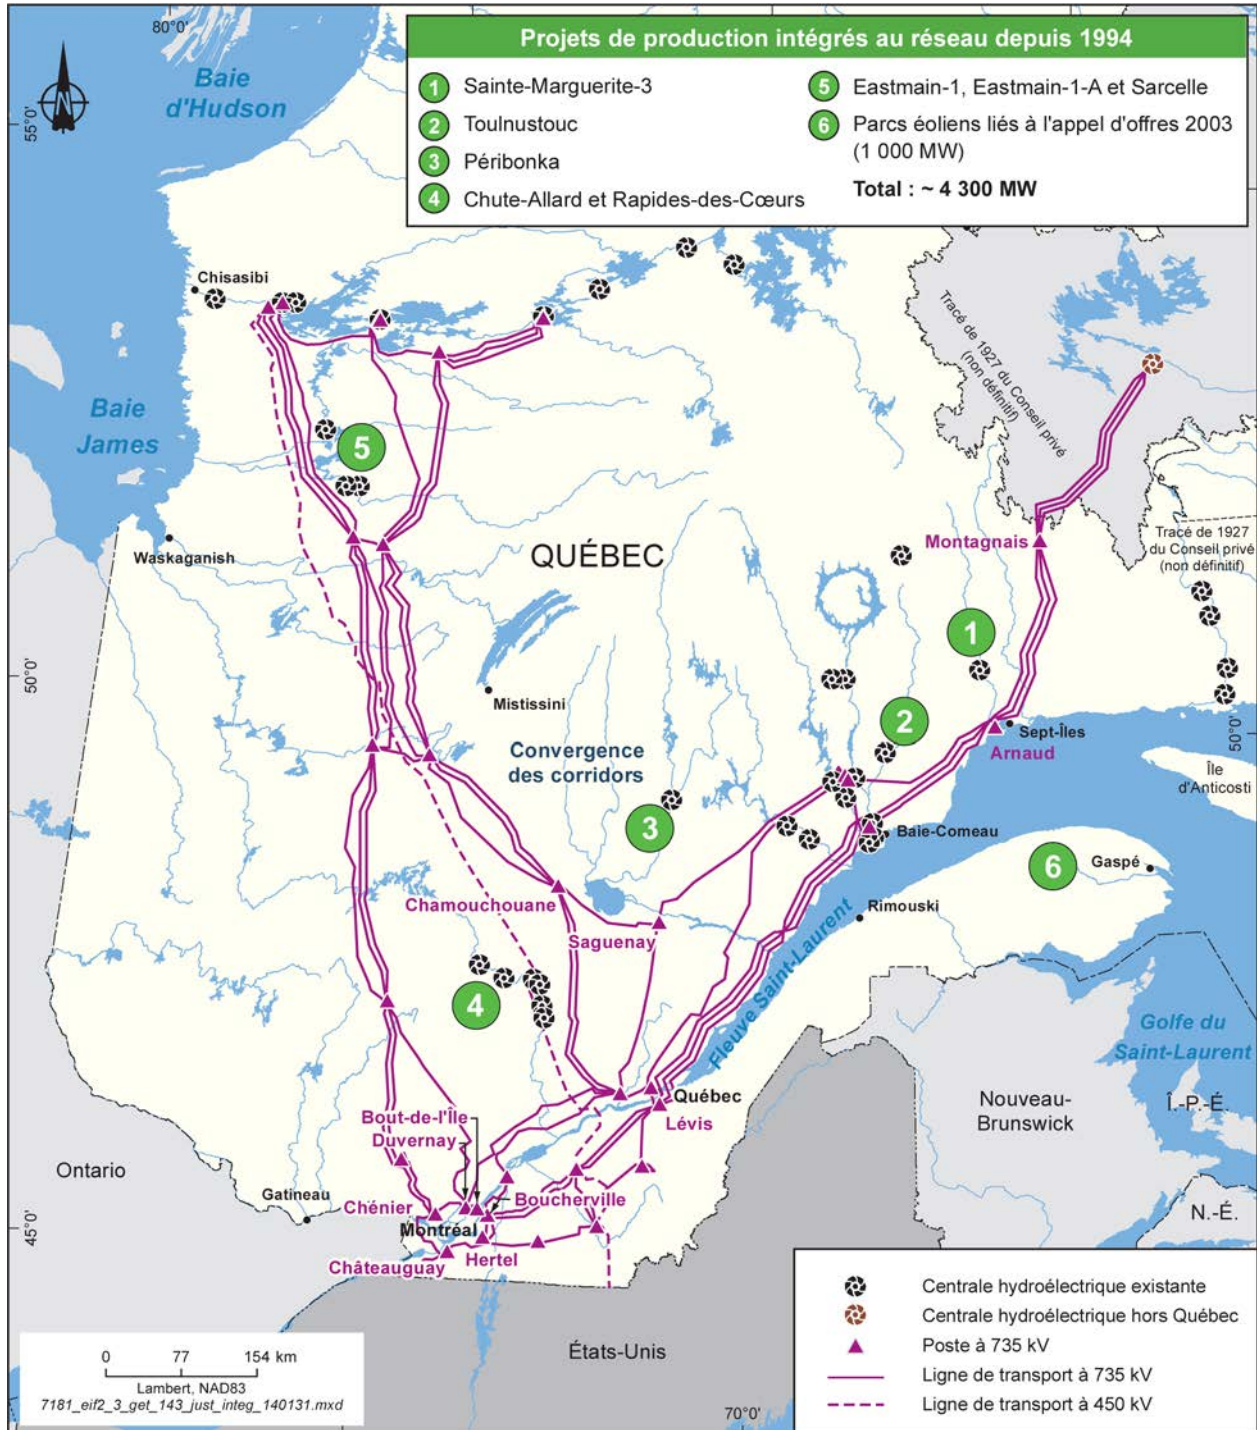 80°0'
Projets de production intégrés au réseau depuis 1994
1 Sainte-Marguerite-3
2 Toulnustouc
3 Péribonka
4 Chute-Allard et Rapides-des-Cœurs
5 Eastmain-1, Eastmain-1-A et Sarcelle
6 Parcs éoliens liés à l'appel d'offres 2003
(1 000 MW)
Total : ~ 4 300 MW
N
Baie
d'Hudson
55°0'
Chisasibi
Tracé de 1927 du Conseil privé
(non définitif)
Baie
James
5
Waskaganish
QUÉBEC
Montagnais
Tracé de 1927
du Conseil privé
(non définitif)
1
50°0'
Mistissini
2
Sept-Îles
Arnaud
50°0'
Convergence
des corridors
Île
d'Anticosti
3
Baie-Comeau
6
Gaspé
Chamouchouane
Rimouski
Saguenay
4
Fleuve Saint-Laurent
Golfe du
Saint-Laurent
Québec
Lévis
Nouveau-
Brunswick
Î.-P.-É.
Bout-de-l'Île
Duvernay
Ontario
Gatineau
Chénier
Boucherville
Montréal
N.-É.
45°0'
Hertel
Châteauguay
États-Unis
Centrale hydroélectrique existante
Centrale hydroélectrique hors Québec
Poste à 735 kV
Ligne de transport à 735 kV
Ligne de transport à 450 kV
0 77 154 km
Lambert, NAD83
7181_eif2_3_get_143_just_integ_140131.mxd
70°0'